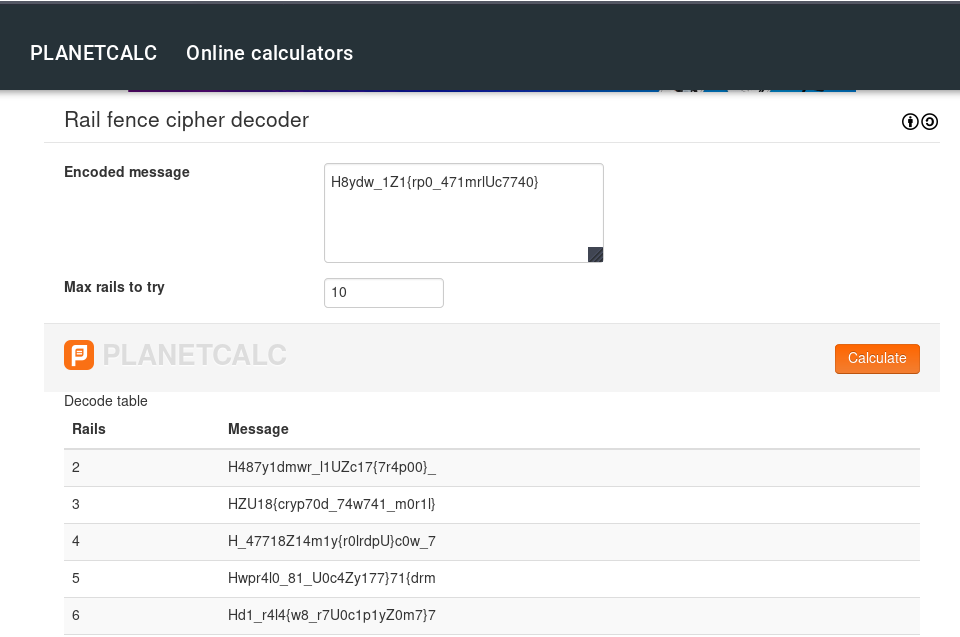 PLANETCALC Online calculators
Rail fence cipher decoder
Encoded message
H8ydw_1Z1{rp0_471mrlUc7740}
Max rails to try
10
PLANETCALC
Calculate
Decode table
Rails Message
2 H487y1dmwr_l1UZc17{7r4p00}_
3 HZU18{cryp70d_74w741_m0r1l}
4 H_47718Z14m1y{r0lrdpU}c0w_7
5 Hwpr4l0_81_U0c4Zy177}71{drm
6 Hd1_r4l4{w8_r7U0c1p1yZ0m7}7